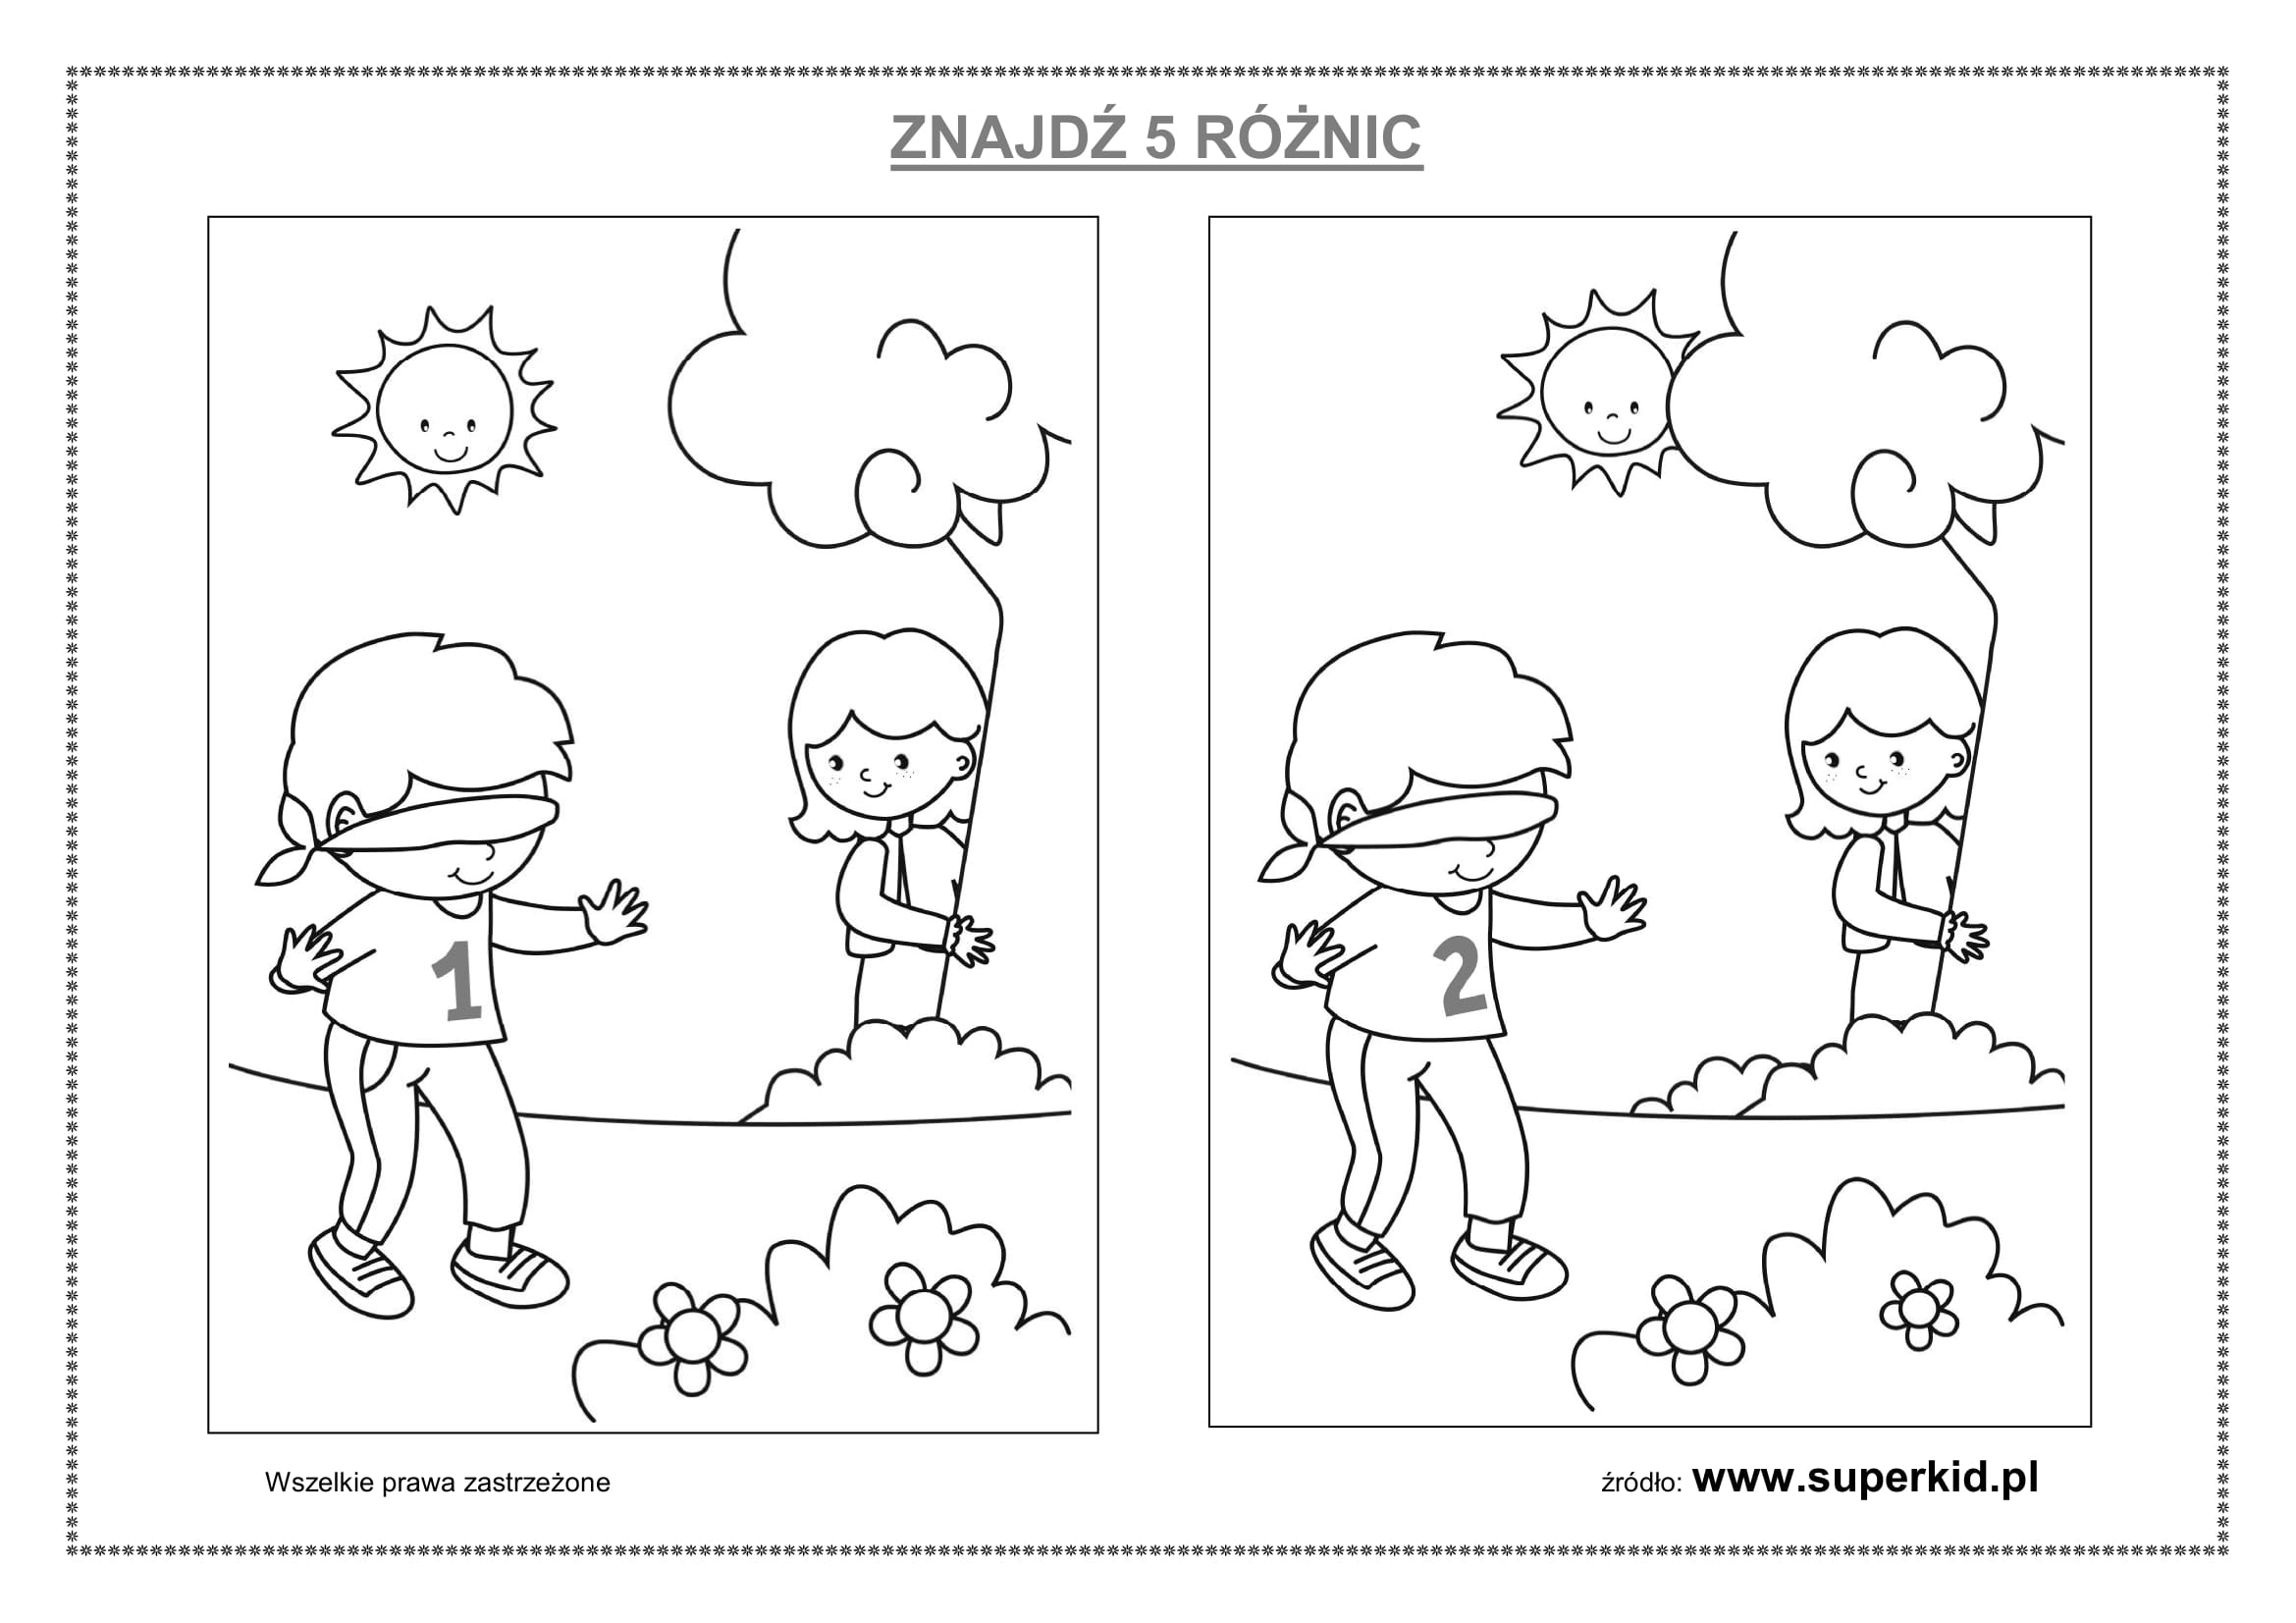 ZNAJDŹ 5 RÓŻNIC
1
2
Wszelkie prawa zastrzeżone
źródło: www.superkid.pl